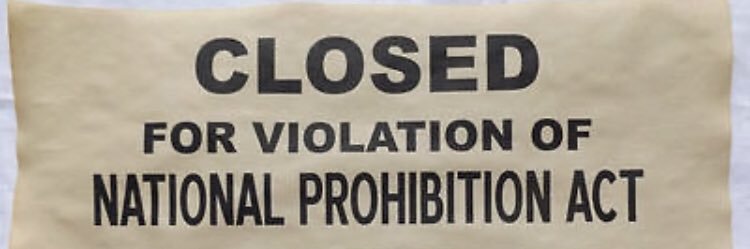 CLOSED
FOR VIOLATION OF
NATIONAL PROHIBITION ACT